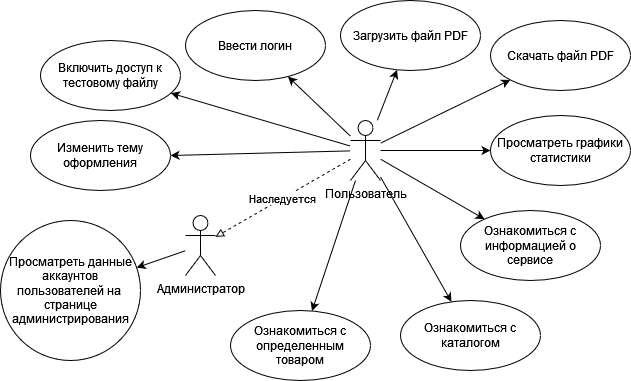 Загрузить файл PDF
Ввести логин
Скачать файл PDF
Включить доступ к
тестовому файлу
Изменить тему
оформления
Просматреть графики
статистики
Пользователь
Наследуется
Ознакомиться с
информацией о
сервисе
Просматреть данные
аккаунтов
пользователей на
странице
администрирования
Администратор
Ознакомиться с
определенным
товаром
Ознакомиться с
каталогом